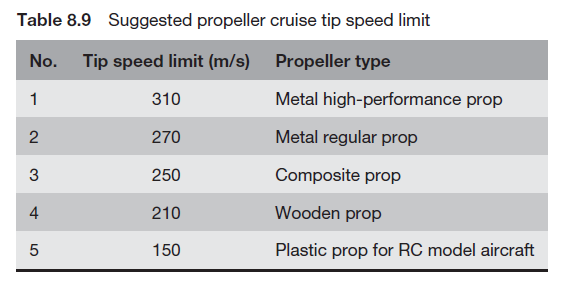 Table 8.9 Suggested propeller cruise tip speed limit
No. Tip speed limit (m/s) Propeller type
1 310 Metal high-performance prop
2 270 Metal regular prop
3 250 Composite prop
4 210 Wooden prop
5 150 Plastic prop for RC model aircraft